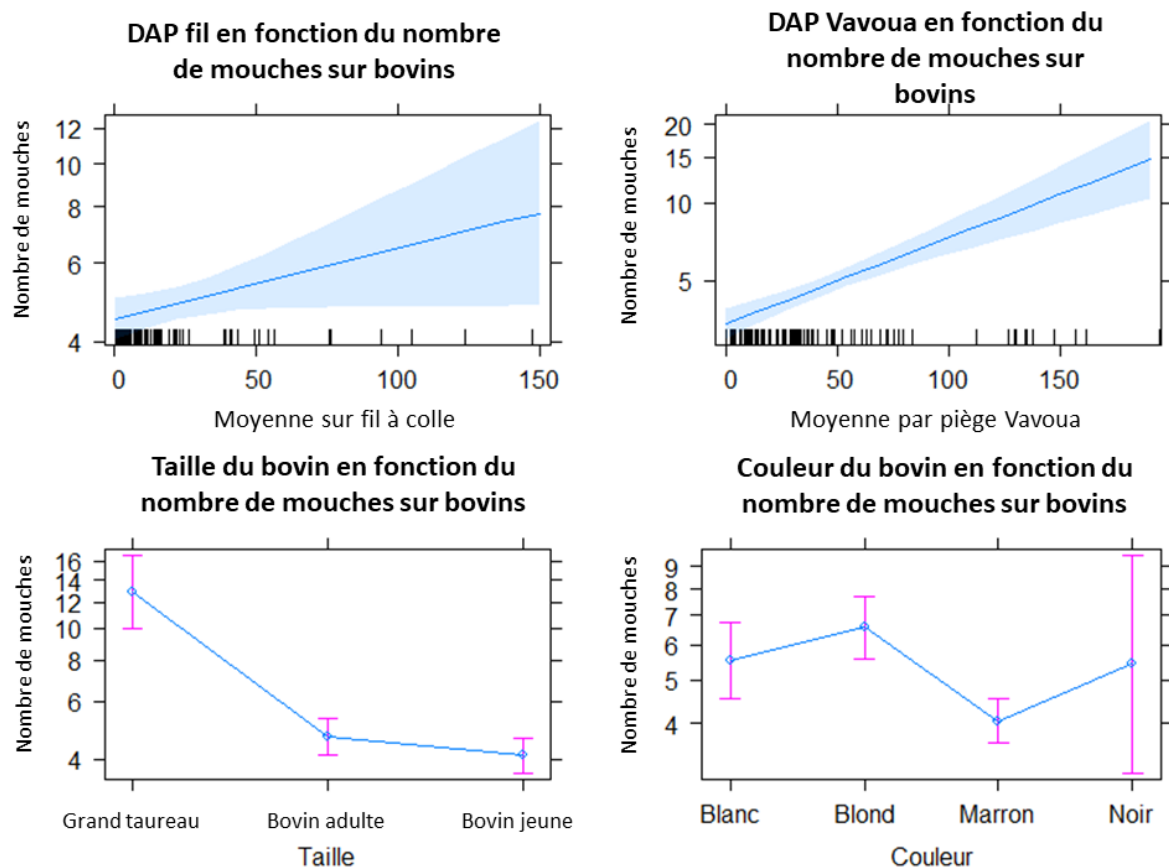 DAP fil en fonction du nombre
de mouches sur bovins
Nombre de mouches
12
10
8
6
4
0 50 100 150
Moyenne sur fil à colle
DAP Vavoua en fonction du
nombre de mouches sur
bovins
Nombre de mouches
20
15
10
5
0 50 100 150
Moyenne par piège Vavoua
Taille du bovin en fonction du
nombre de mouches sur bovins
Nombre de mouches
16
14
12
10
8
6
4
Grand taureau Bovin adulte Bovin jeune
Taille
Couleur du bovin en fonction du
nombre de mouches sur bovins
Nombre de mouches
9
8
7
6
5
4
Blanc Blond Marron Noir
Couleur